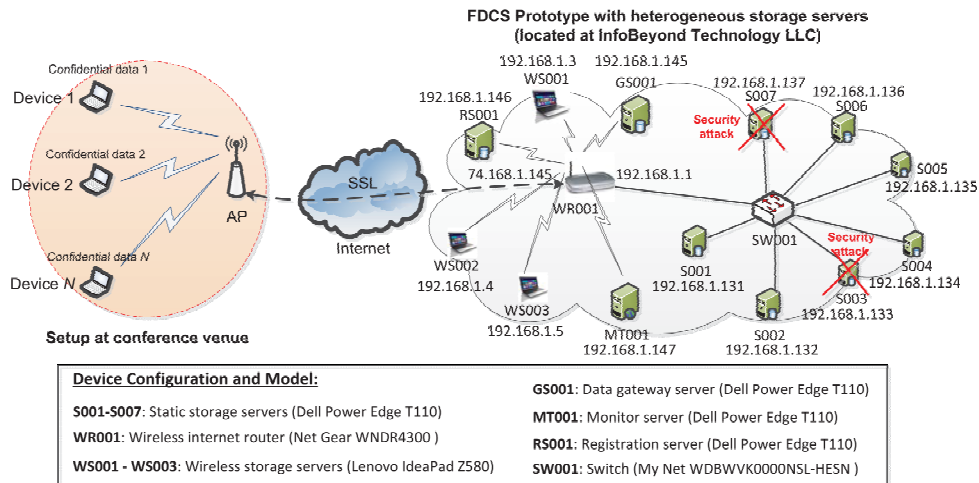 FDCS Prototype with heterogeneous storage servers
(located at InfoBeyond Technology LLC)
Confidential data 1
Device 1
Confidential data 2
Device 2
Confidential data N
Device N
AP
Setup at conference venue
SSL
Internet
192.168.1.3
WS001
192.168.1.145
GS001
192.168.1.146
RS001
74.168.1.145
192.168.1.1
WR001
WS002
192.168.1.4
WS003
192.168.1.5
MT001
192.168.1.147
192.168.1.137
S007
Security
attack
192.168.1.136
S006
S005
192.168.1.135
SW001
S001
192.168.1.131
Security
attack
S004
192.168.1.134
S003
192.168.1.133
S002
192.168.1.132
Device Configuration and Model:
S001-S007: Static storage servers (Dell Power Edge T110)
WR001: Wireless internet router (Net Gear WNDR4300 )
WS001 - WS003: Wireless storage servers (Lenovo IdeaPad Z580)
GS001: Data gateway server (Dell Power Edge T110)
MT001: Monitor server (Dell Power Edge T110)
RS001: Registration server (Dell Power Edge T110)
SW001: Switch (My Net WDBWVK0000NSL-HESN )